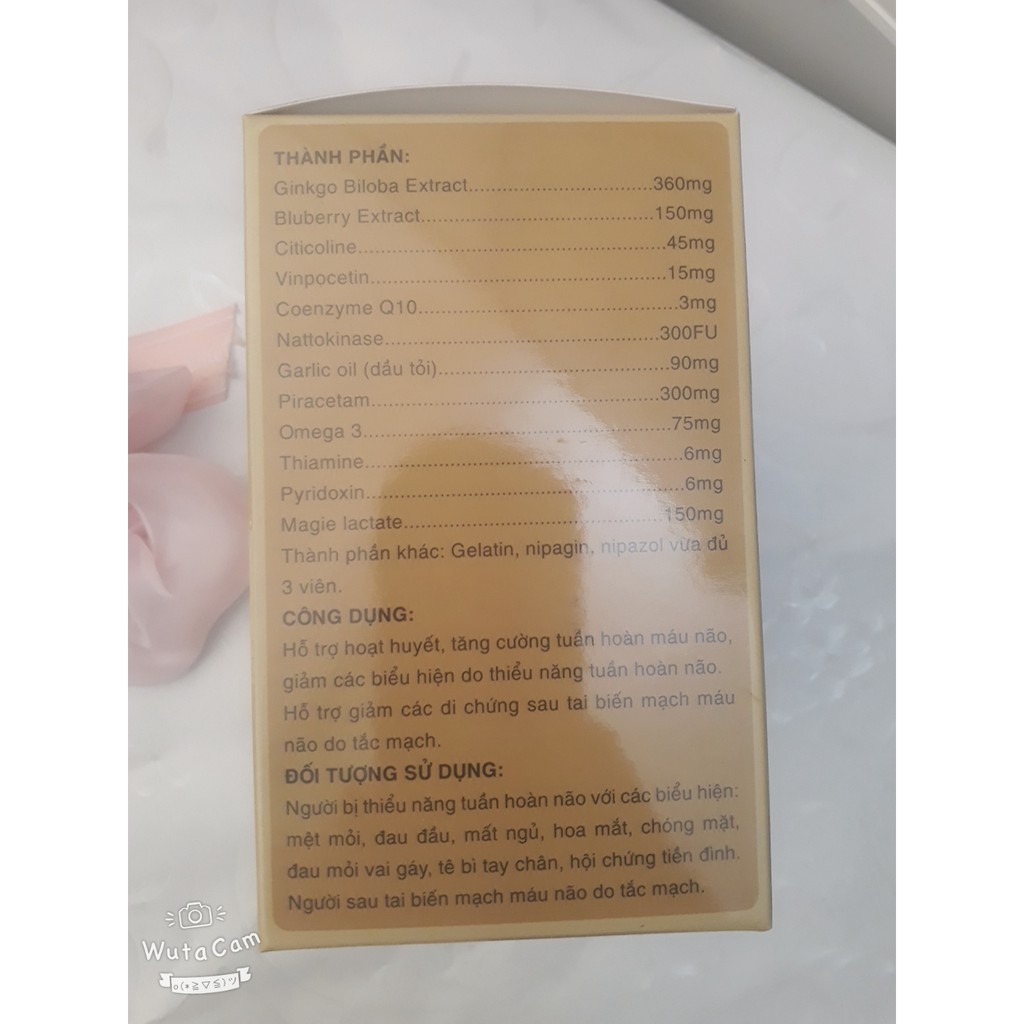 THÀNH PHẦN:
Ginkgo Biloba Extract................................360mg
Bluberry Extract.........................................150mg
Citicoline......................................................45mg
Vinpocetin....................................................15mg
Coenzyme Q10..............................................3mg
Nattokinase................................................300FU
Garlic oil (dầu tỏi).........................................90mg
Piracetam...................................................300mg
Omega 3......................................................75mg
Thiamine........................................................6mg
Pyridoxin........................................................6mg
Magie lactate..............................................150mg
Thành phần khác: Gelatin, nipagin, nipazol vừa đủ
3 viên.
CÔNG DỤNG:
Hỗ trợ hoạt huyết, tăng cường tuần hoàn máu não,
giảm các biểu hiện do thiểu năng tuần hoàn não.
Hỗ trợ giảm các di chứng sau tai biến mạch máu
não do tắc mạch.
ĐỐI TƯỢNG SỬ DỤNG:
Người bị thiểu năng tuần hoàn não với các biểu hiện:
mệt mỏi, đau đầu, mất ngủ, hoa mắt, chóng mặt,
đau mỏi vai gáy, tê bì tay chân, hội chứng tiền đình.
Người sau tai biến mạch máu não do tắc mạch.
WutaCam
o(≧▽≦)ツ